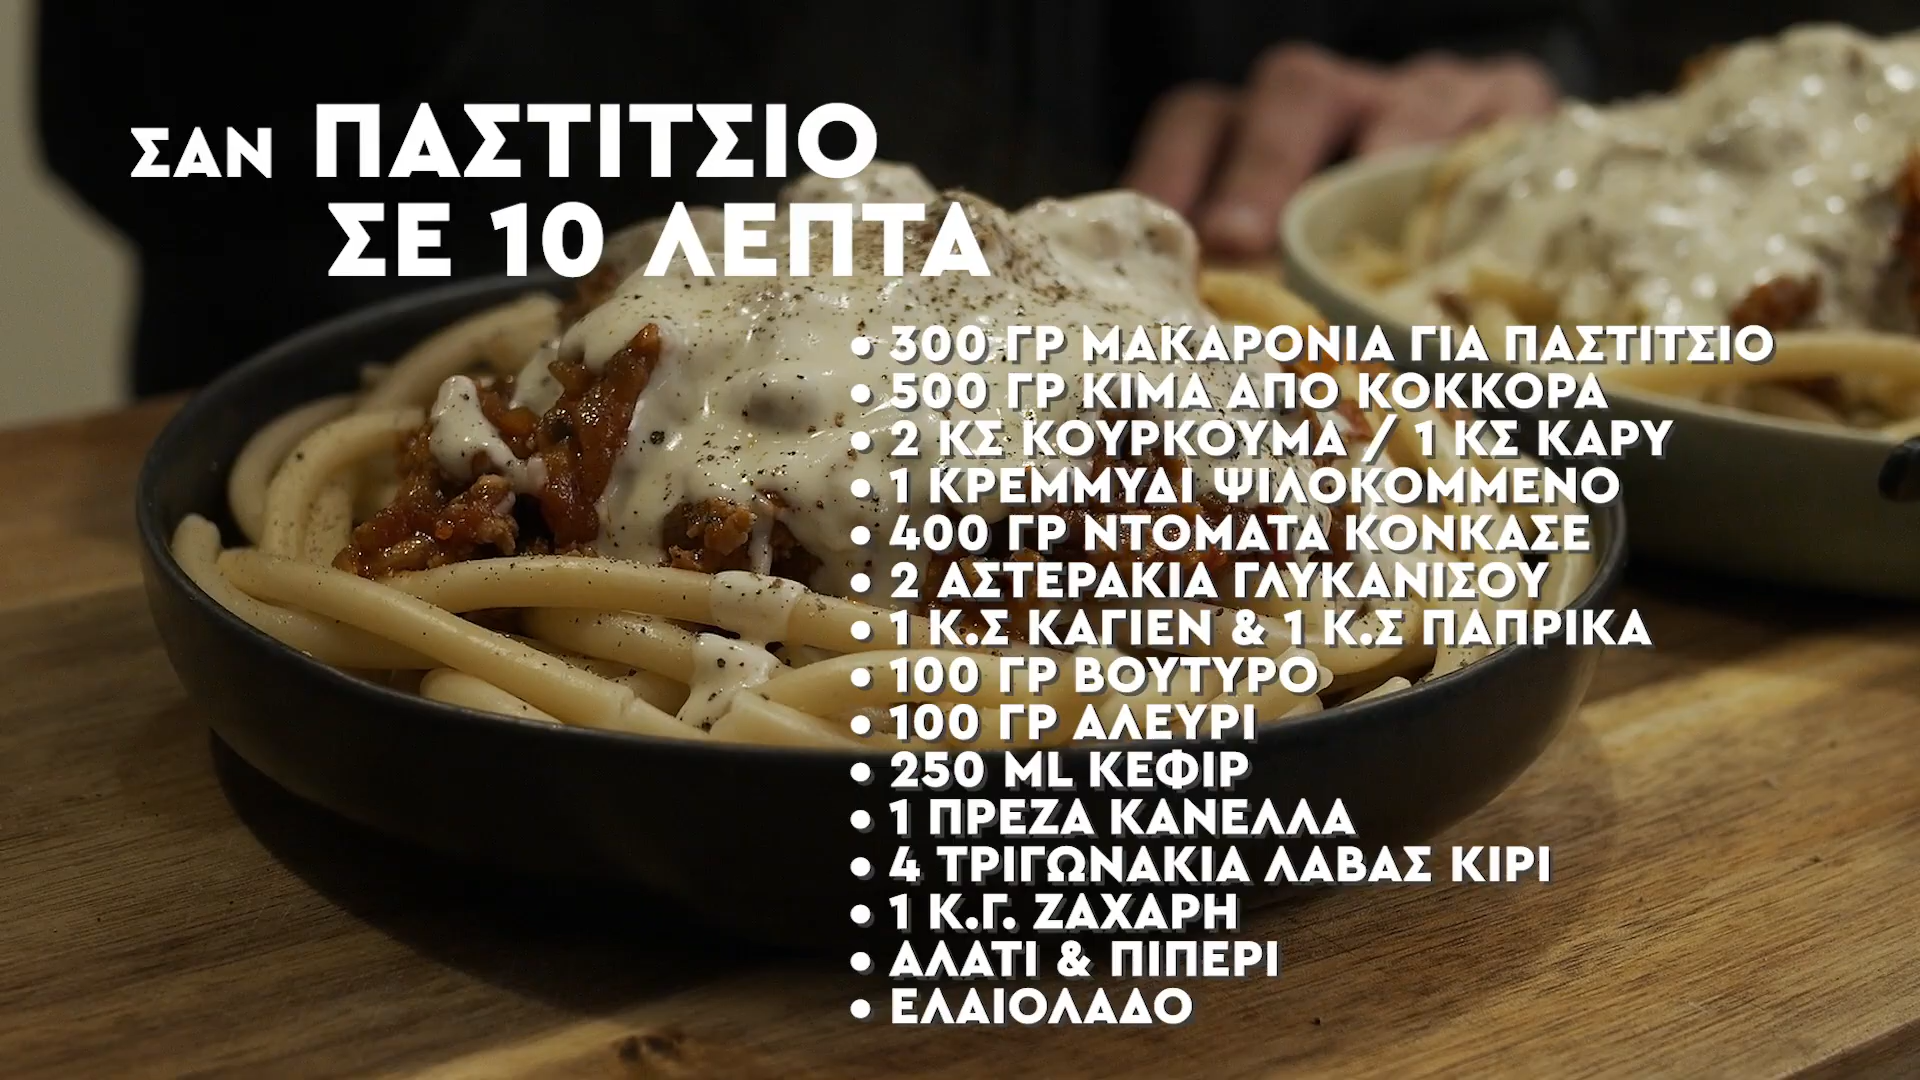 ΣΑΝ ΠΑΣΤΙΤΣΙΟ
ΣΕ 10 ΛΕΠΤΑ
• 300 ΓΡ ΜΑΚΑΡΟΝΙΑ ΓΙΑ ΠΑΣΤΙΤΣΙΟ
• 500 ΓΡ ΚΙΜΑ ΑΠΟ ΚΟΚΚΟΡΑ
• 2 ΚΣ ΚΟΥΡΚΟΥΜΑ / 1 ΚΣ ΚΑΡΥ
• 1 ΚΡΕΜΜΥΔΙ ΨΙΛΟΚΟΜΜΕΝΟ
• 400 ΓΡ ΝΤΟΜΑΤΑ ΚΟΝΚΑΣΕ
• 2 ΑΣΤΕΡΑΚΙΑ ΓΛΥΚΑΝΙΣΟΥ
• 1 Κ.Σ ΚΑΓΙΕΝ & 1 Κ.Σ ΠΑΠΡΙΚΑ
• 100 ΓΡ ΒΟΥΤΥΡΟ
• 100 ΓΡ ΑΛΕΥΡΙ
• 250 ML ΚΕΦΙΡ
• 1 ΠΡΕΖΑ ΚΑΝΕΛΛΑ
• 4 ΤΡΙΓΩΝΑΚΙΑ ΛΑΒΑΣ ΚΙΡΙ
• 1 Κ.Γ. ΖΑΧΑΡΗ
• ΑΛΑΤΙ & ΠΙΠΕΡΙ
• ΕΛΑΙΟΛΑΔΟ